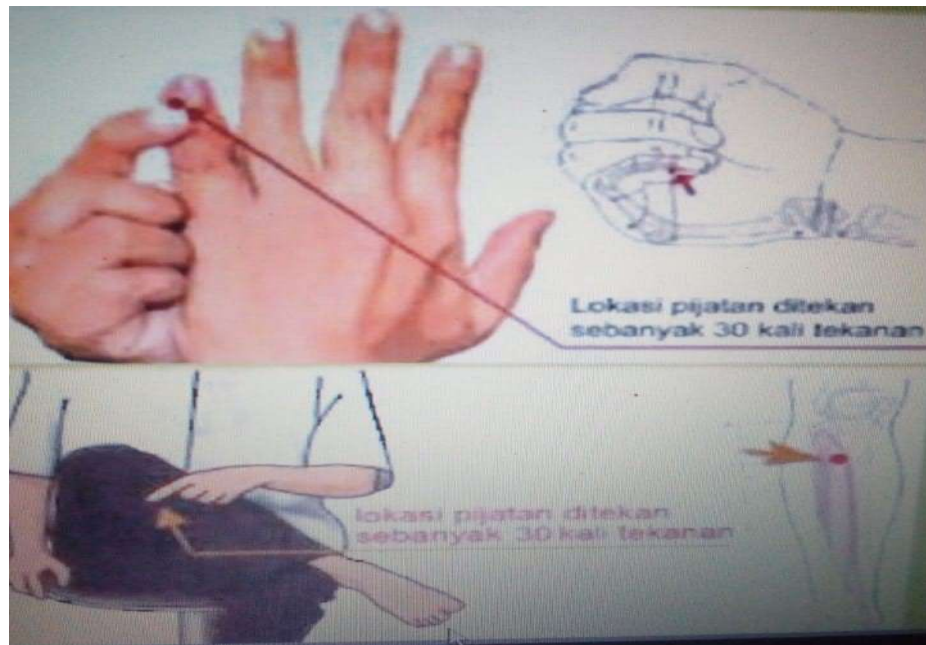 Lokasi pijatan ditekan
sebanyak 30 kali tekanan
lokasi pijatan ditekan
sebanyak 30 kali tekanan